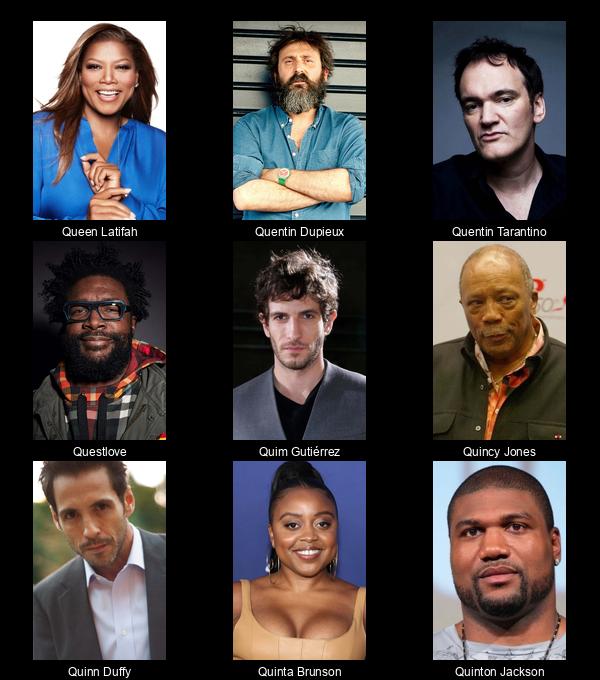 Queen Latifah
Quentin Dupieux
Quentin Tarantino
Questlove
Quim Gutiérrez
Quincy Jones
Quinn Duffy
Quinta Brunson
Quinton Jackson